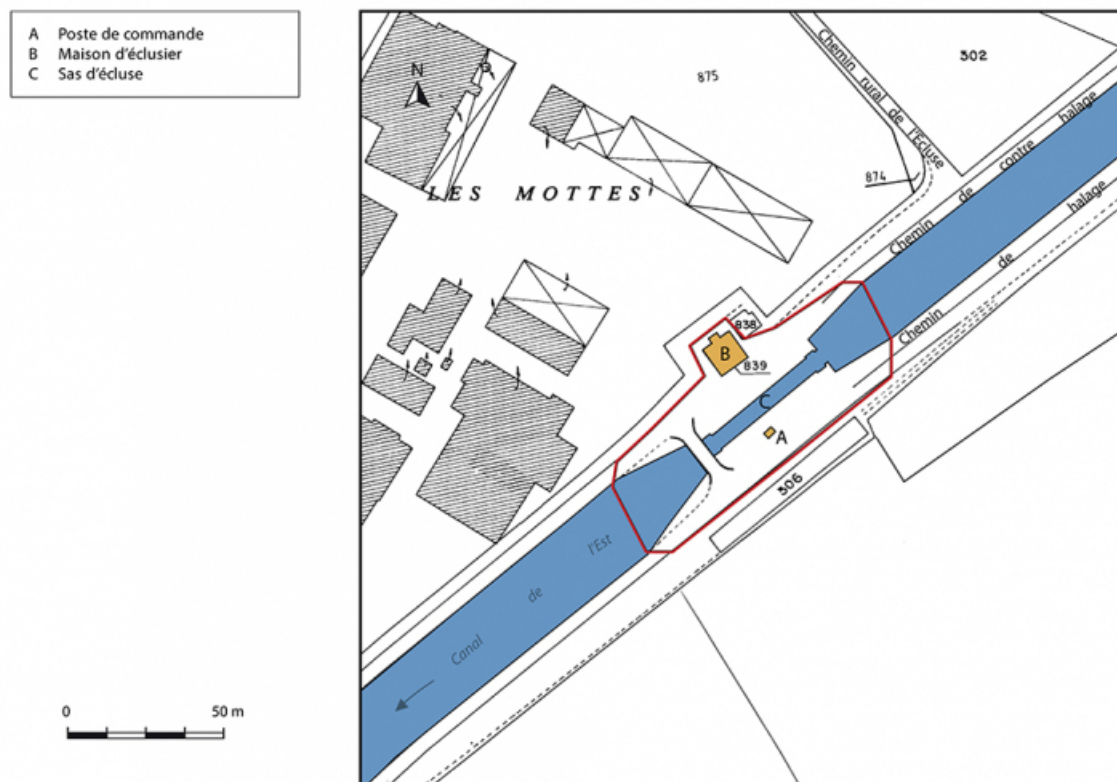 A Poste de commande
B Maison d'éclusier
C Sas d'écluse
N
875
302
Chemin rural de l'Ecluse
874
LES MOTTES
Chemin de contre halage
Chemin de halage
838
B
839
C
A
306
Canal de l'Est
0 50 m